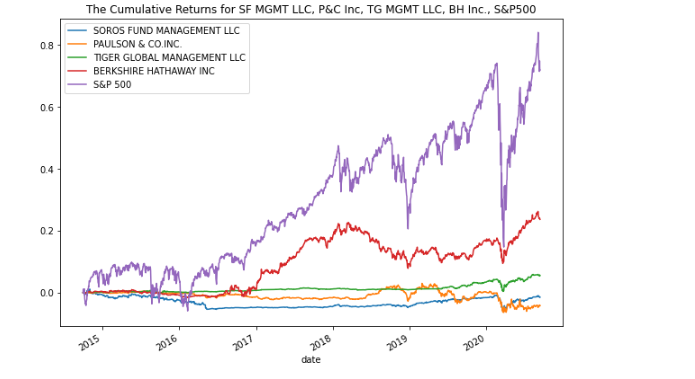 The Cumulative Returns for SF MGMT LLC, P&C Inc, TG MGMT LLC, BH Inc., S&P500
SOROS FUND MANAGEMENT LLC
PAULSON & CO.INC.
TIGER GLOBAL MANAGEMENT LLC
BERKSHIRE HATHAWAY INC
S&P 500
0.8
0.6
0.4
0.2
0.0
2015
2016
2017
2018
2019
2020
date